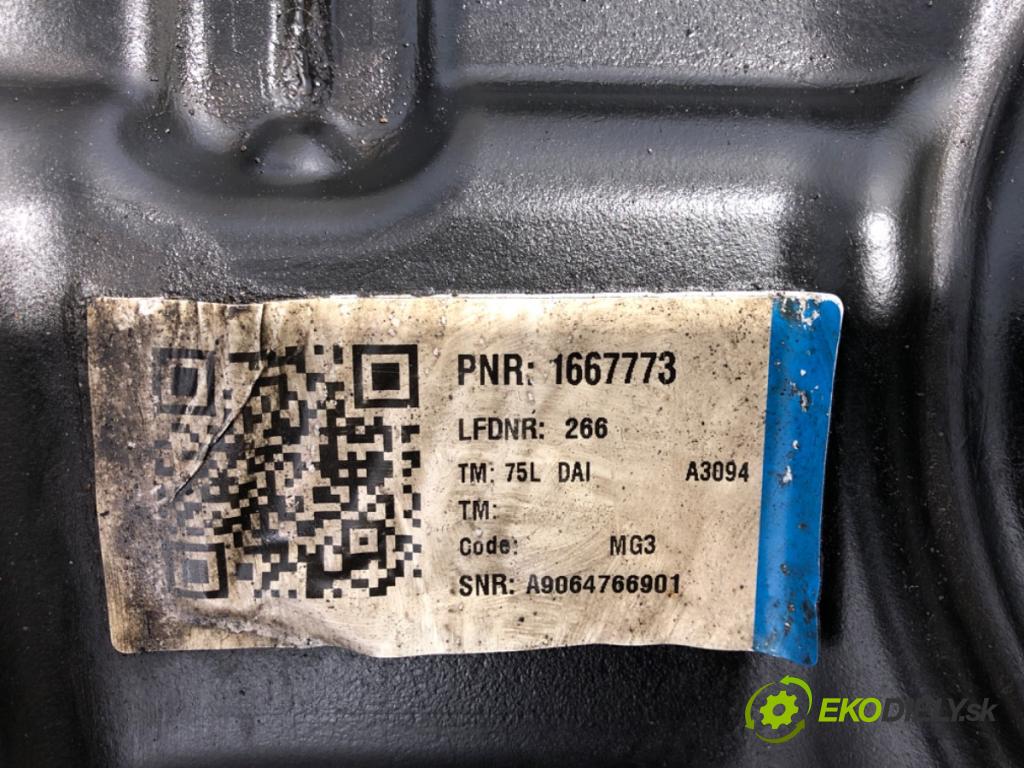 PNR: 1667773
LFDNR: 266
TM: 75L DAI A3094
TM:
Code: MG3
SNR: A9064766901
EKODIELY.sk